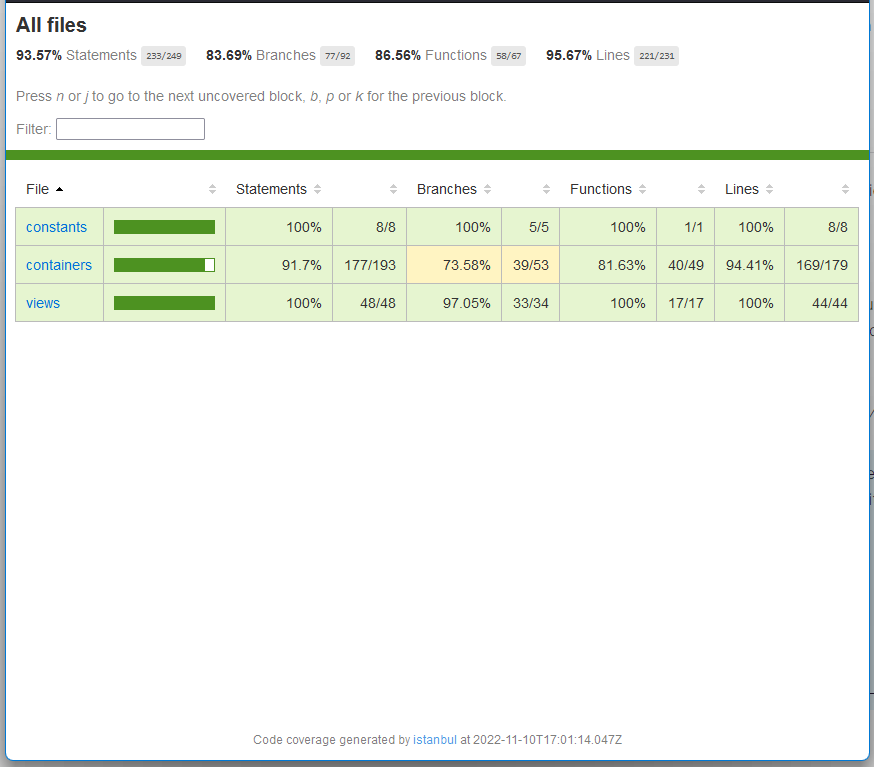 All files
93.57% Statements 233/249 83.69% Branches 77/92 86.56% Functions 58/67 95.67% Lines 221/231
Press n or j to go to the next uncovered block, b, p or k for the previous block.
Filter:
File Statements Branches Functions Lines
constants 100% 8/8 100% 5/5 100% 1/1 100% 8/8
containers 91.7% 177/193 73.58% 39/53 81.63% 40/49 94.41% 169/179
views 100% 48/48 97.05% 33/34 100% 17/17 100% 44/44
Code coverage generated by istanbul at 2022-11-10T17:01:14.047Z